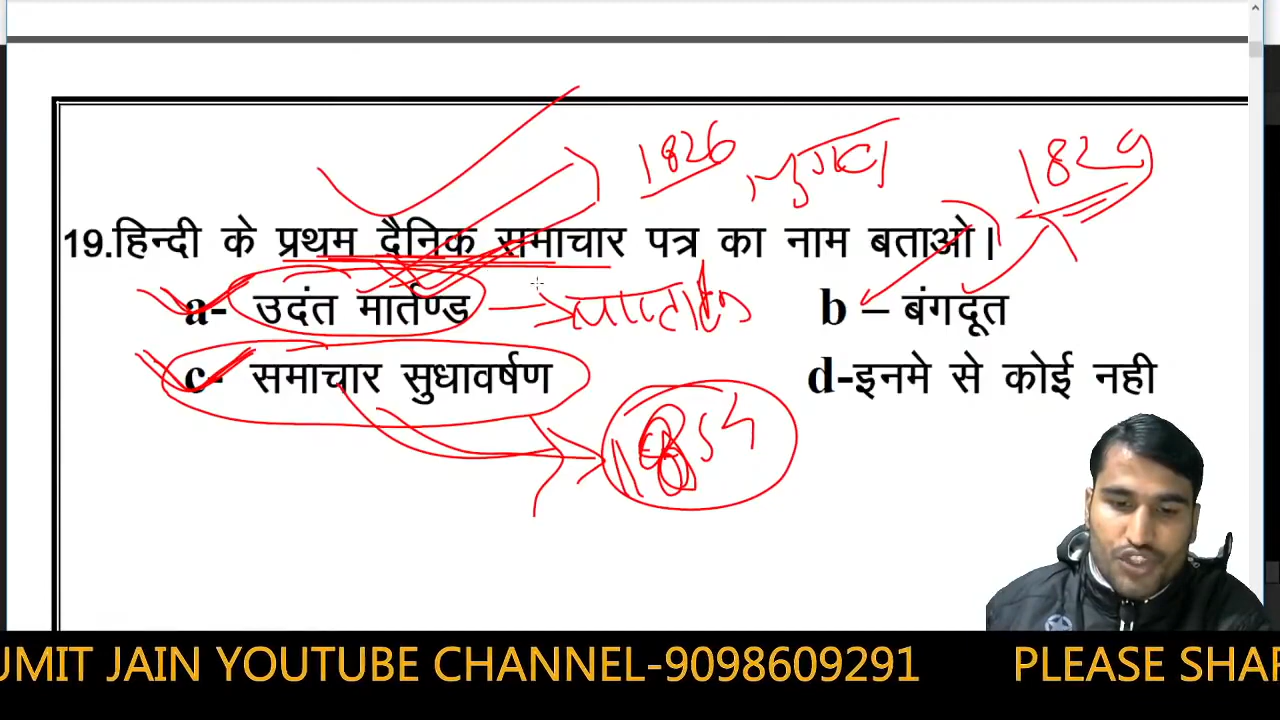 1826 1829
19.हिन्दी के प्रथम दैनिक समाचार पत्र का नाम बताओ।
a- उदंत मार्तण्ड b – बंगदूत
c- समाचार सुधावर्षण d-इनमे से कोई नही
1854
UMIT JAIN YOUTUBE CHANNEL-9098609291 PLEASE SHAR